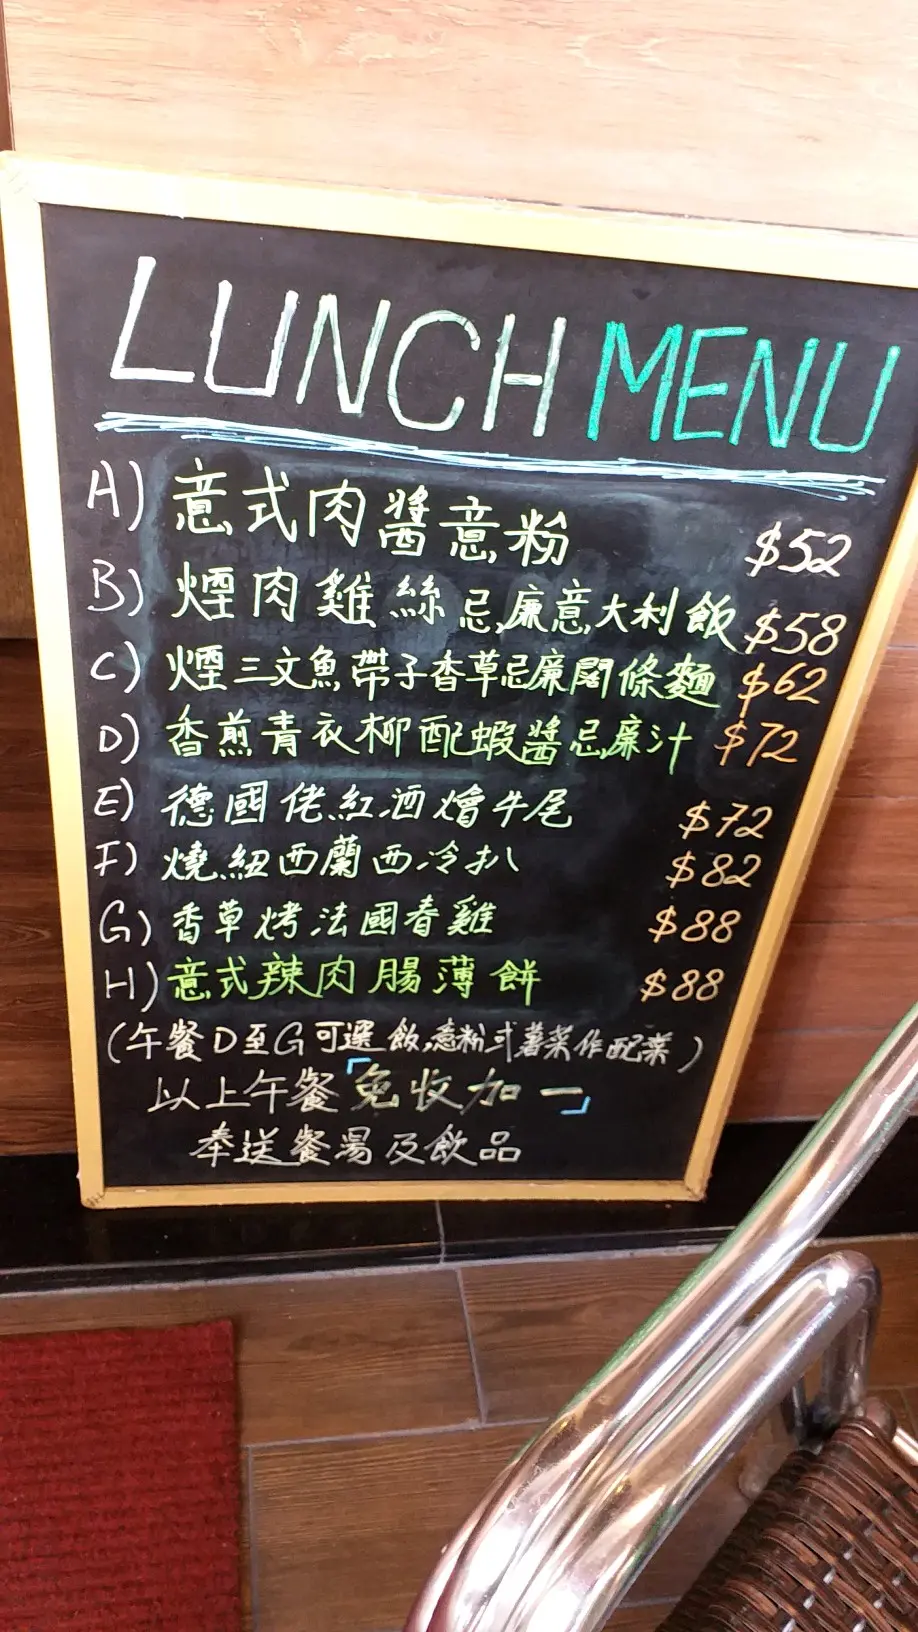 LUNCH MENU
A) 意式肉醬意粉 $52
B) 煙肉雞絲忌廉意大利飯 $58
C) 煙三文魚帶子香草忌廉闊條麵 $62
D) 香煎青衣柳配蝦醬忌廉汁 $72
E) 德國佬紅酒燴牛尾 $72
F) 燒紐西蘭西冷扒 $82
G) 香草烤法國春雞 $88
H) 意式辣肉腸薄餅 $88
(午餐D至G可選飯,意粉或薯菜作配菜)
以上午餐「免收加一」
奉送餐湯及飲品